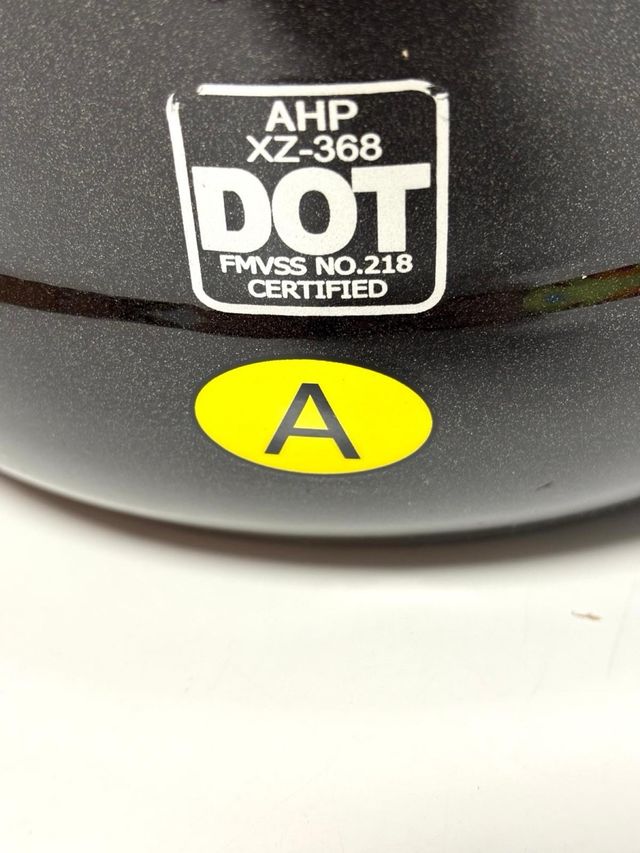 AHP
XZ-368
DOT
FMVSS NO.218
CERTIFIED
A